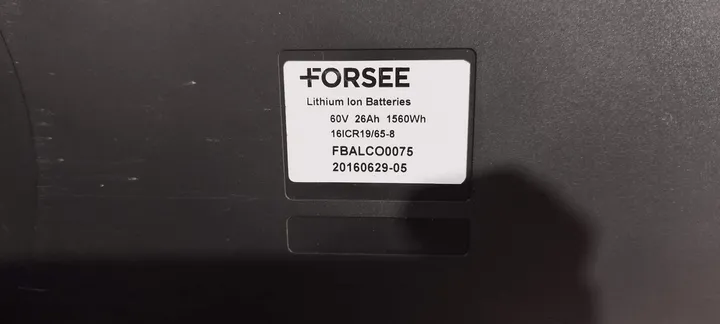 FORSEE
Lithium Ion Batteries
60V 26Ah 1560Wh
16ICR19/65-8
FBALCO0075
20160629-05